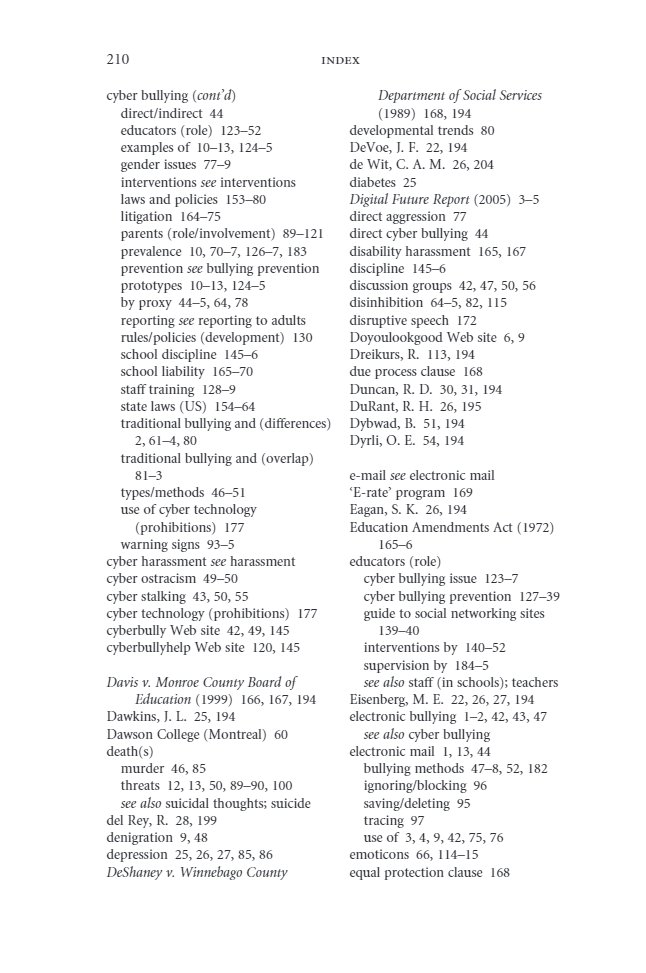 210 INDEX
cyber bullying (cont'd)
direct/indirect 44
educators (role) 123–52
examples of 10–13, 124–5
gender issues 77–9
interventions see interventions
laws and policies 153–80
litigation 164–75
parents (role/involvement) 89–121
prevalence 10, 70–7, 126–7, 183
prevention see bullying prevention
prototypes 10–13, 124–5
by proxy 44–5, 64, 78
reporting see reporting to adults
rules/policies (development) 130
school discipline 145–6
school liability 165–70
staff training 128–9
state laws (US) 154–64
traditional bullying and (differences)
2, 61–4, 80
traditional bullying and (overlap)
81–3
types/methods 46–51
use of cyber technology
(prohibitions) 177
warning signs 93–5
cyber harassment see harassment
cyber ostracism 49–50
cyber stalking 43, 50, 55
cyber technology (prohibitions) 177
cyberbully Web site 42, 49, 145
cyberbullyhelp Web site 120, 145
Davis v. Monroe County Board of
Education (1999) 166, 167, 194
Dawkins, J. L. 25, 194
Dawson College (Montreal) 60
death(s)
murder 46, 85
threats 12, 13, 50, 89–90, 100
see also suicidal thoughts; suicide
del Rey, R. 28, 199
denigration 9, 48
depression 25, 26, 27, 85, 86
DeShaney v. Winnebago County
Department of Social Services
(1989) 168, 194
developmental trends 80
DeVoe, J. F. 22, 194
de Wit, C. A. M. 26, 204
diabetes 25
Digital Future Report (2005) 3–5
direct aggression 77
direct cyber bullying 44
disability harassment 165, 167
discipline 145–6
discussion groups 42, 47, 50, 56
disinhibition 64–5, 82, 115
disruptive speech 172
Doyoulookgood Web site 6, 9
Dreikurs, R. 113, 194
due process clause 168
Duncan, R. D. 30, 31, 194
DuRant, R. H. 26, 195
Dybwad, B. 51, 194
Dyrli, O. E. 54, 194
e-mail see electronic mail
'E-rate' program 169
Eagan, S. K. 26, 194
Education Amendments Act (1972)
165–6
educators (role)
cyber bullying issue 123–7
cyber bullying prevention 127–39
guide to social networking sites
139–40
interventions by 140–52
supervision by 184–5
see also staff (in schools); teachers
Eisenberg, M. E. 22, 26, 27, 194
electronic bullying 1–2, 42, 43, 47
see also cyber bullying
electronic mail 1, 13, 44
bullying methods 47–8, 52, 182
ignoring/blocking 96
saving/deleting 95
tracing 97
use of 3, 4, 9, 42, 75, 76
emoticons 66, 114–15
equal protection clause 168